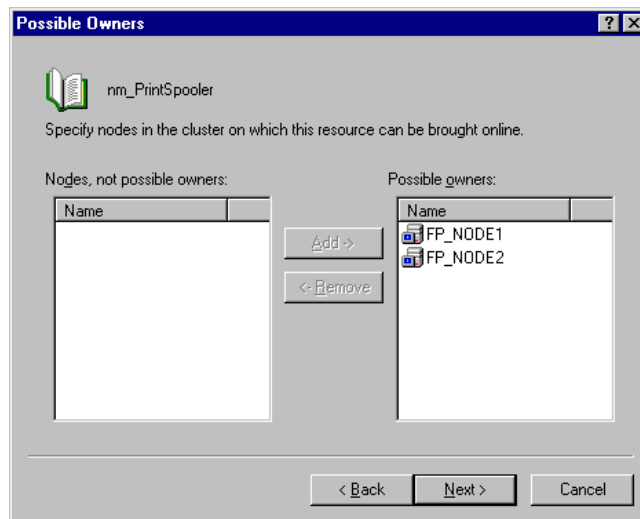 Possible Owners
nm_PrintSpooler
Specify nodes in the cluster on which this resource can be brought online.
Nodes, not possible owners:
Possible owners:
Name
Name
Add ->
FP_NODE1
FP_NODE2
<- Remove
< Back
Next >
Cancel